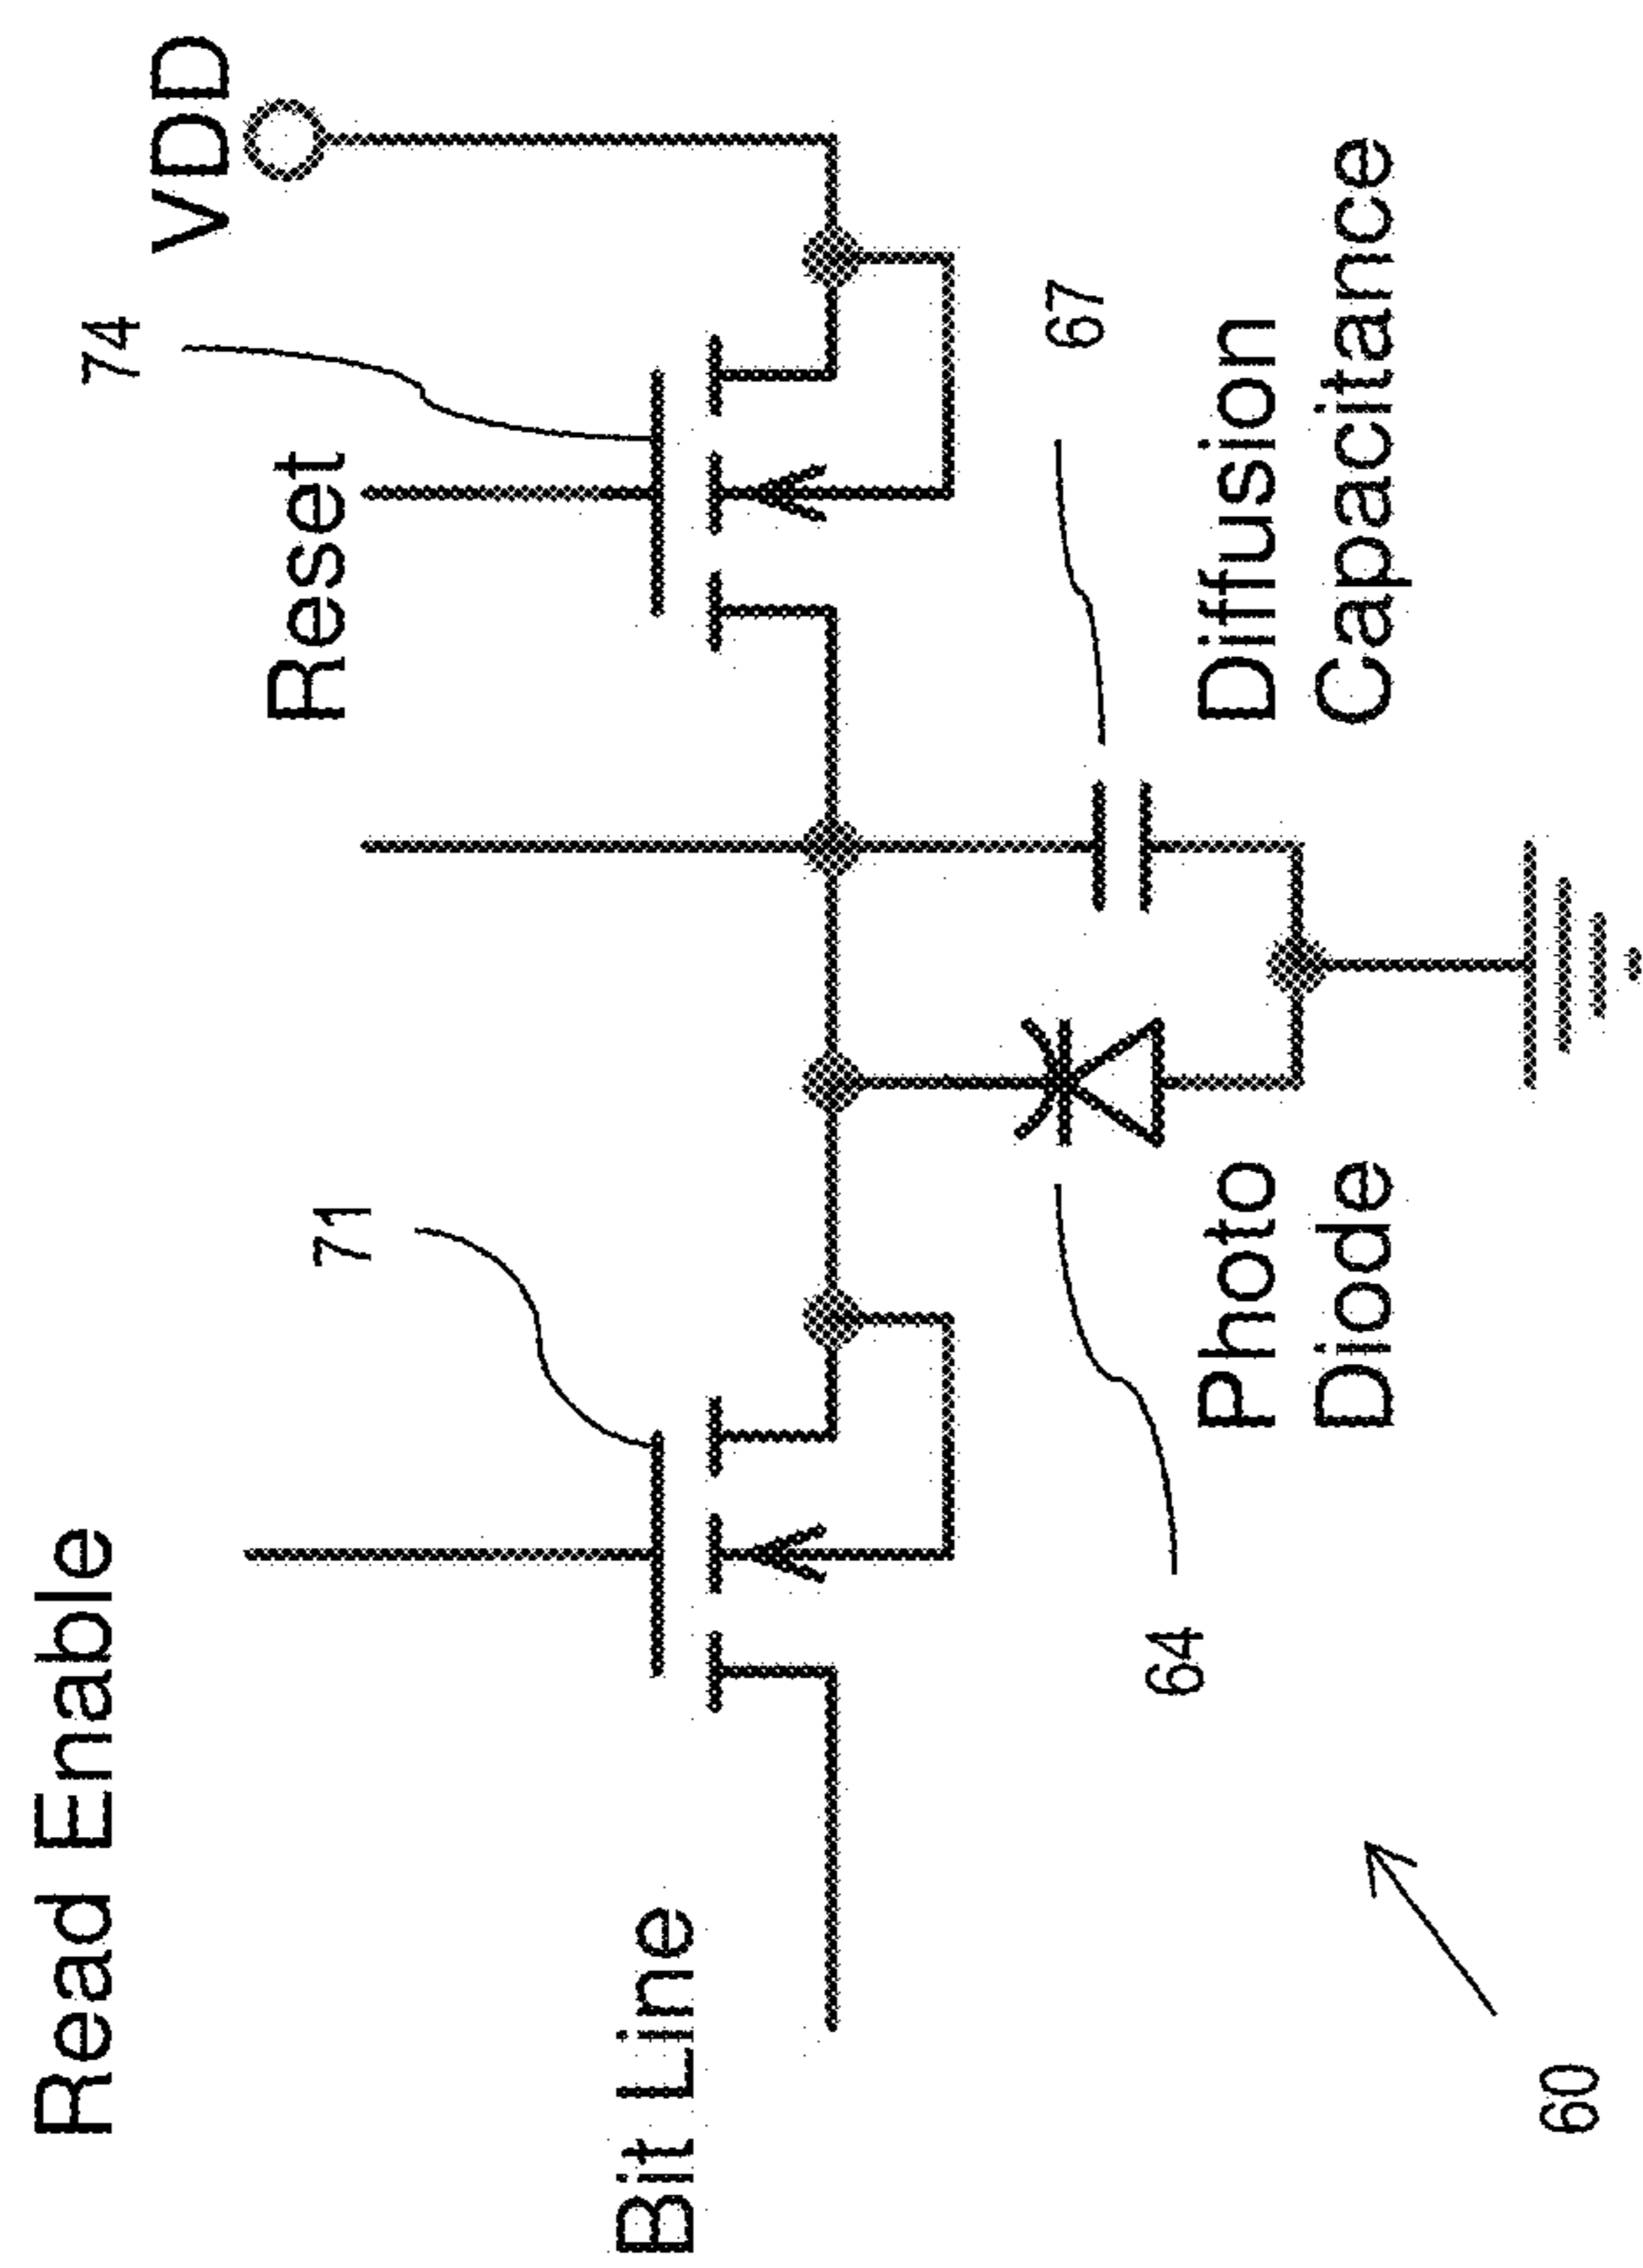 Read Enable
VDD
74
Reset
71
Bit Line
67
64
Photo
Diode
Diffusion
Capacitance
60